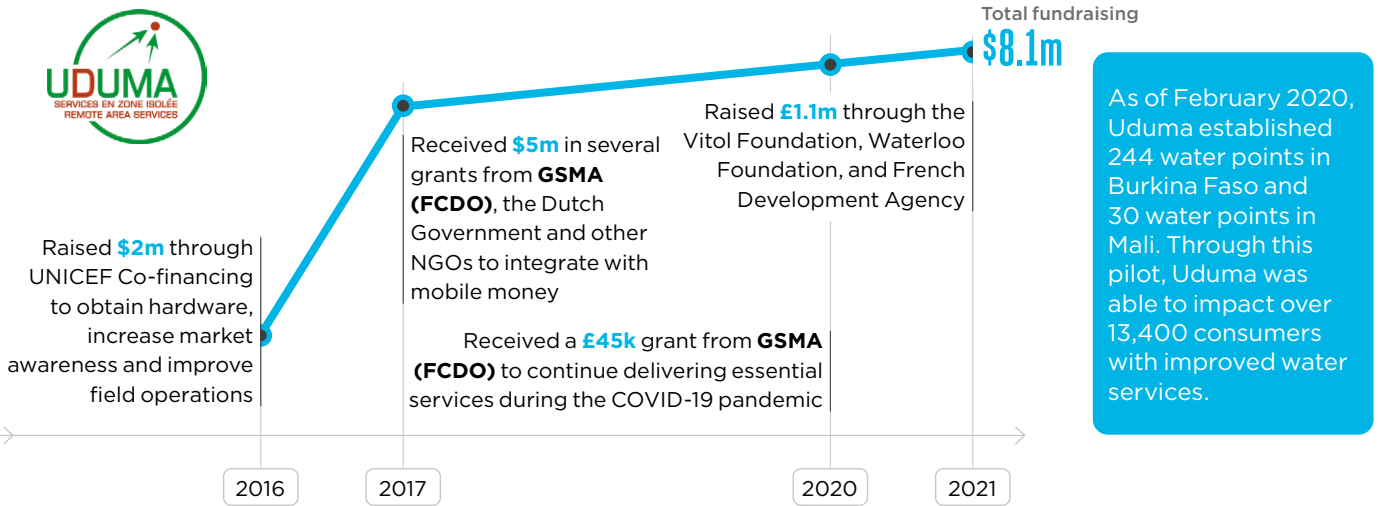 UDUMA
SERVICES EN ZONE ISOLÉE
REMOTE AREA SERVICES
Raised $2m through
UNICEF Co-financing
to obtain hardware,
increase market
awareness and improve
field operations
Received $5m in several
grants from GSMA
(FCDO), the Dutch
Government and other
NGOs to integrate with
mobile money
Received a £45k grant from GSMA
(FCDO) to continue delivering essential
services during the COVID-19 pandemic
Raised £1.1m through the
Vitol Foundation, Waterloo
Foundation, and French
Development Agency
Total fundraising
$8.1m
2016
2017
2020
2021
As of February 2020,
Uduma established
244 water points in
Burkina Faso and
30 water points in
Mali. Through this
pilot, Uduma was
able to impact over
13,400 consumers
with improved water
services.